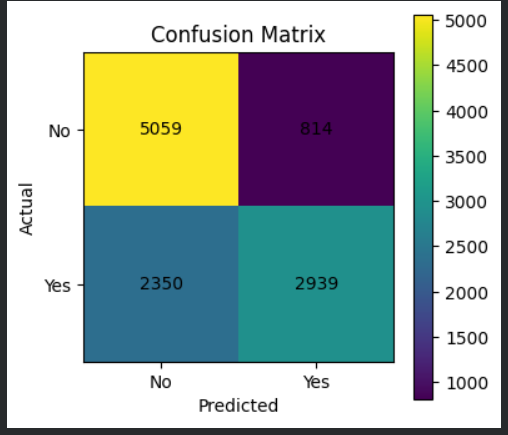 Confusion Matrix
5000
4500
4000
3500
3000
2500
2000
1500
1000
Actual
No
5059 814
Yes
2350 2939
No Yes
Predicted